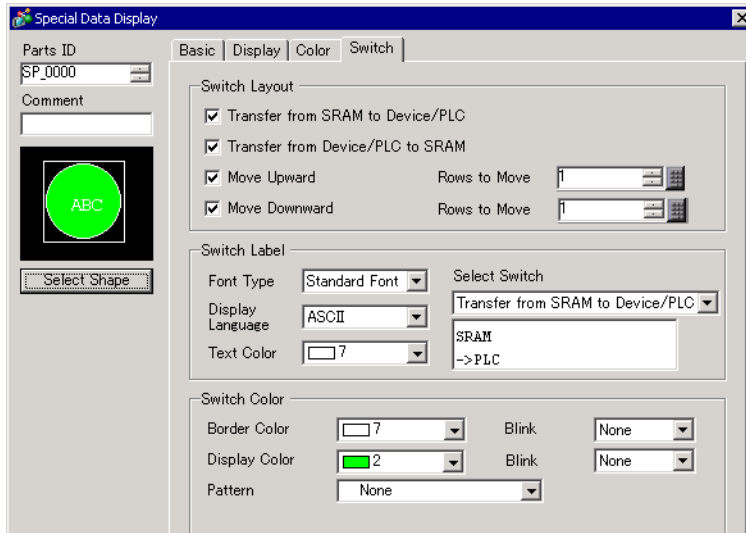 Special Data Display
Parts ID
SP_0000
Comment
ABC
Select Shape
Basic Display Color Switch
Switch Layout
Transfer from SRAM to Device/PLC
Transfer from Device/PLC to SRAM
Move Upward Rows to Move 1
Move Downward Rows to Move 1
Switch Label
Font Type Standard Font
Display Language ASCII
Text Color 7
Select Switch
Transfer from SRAM to Device/PLC
SRAM
->PLC
Switch Color
Border Color 7 Blink None
Display Color 2 Blink None
Pattern None